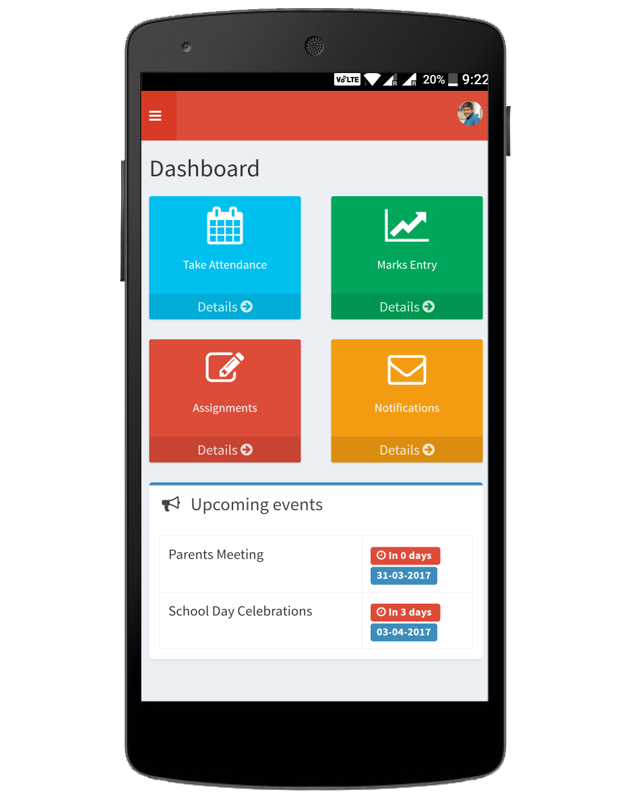 VoLTE R R 20% 9:22
Dashboard
Take Attendance
Details
Marks Entry
Details
Assignments
Details
Notifications
Details
Upcoming events
Parents Meeting
In 0 days
31-03-2017
School Day Celebrations
In 3 days
03-04-2017